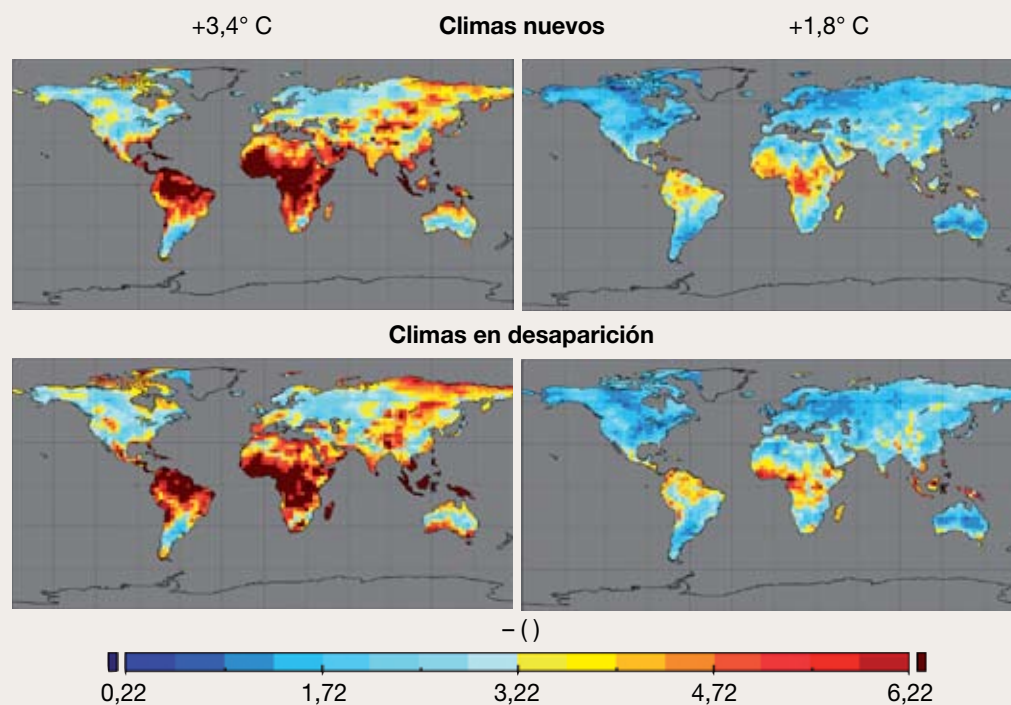 +3,4° C Climas nuevos +1,8° C
Climas en desaparición
– ( )
0,22 1,72 3,22 4,72 6,22